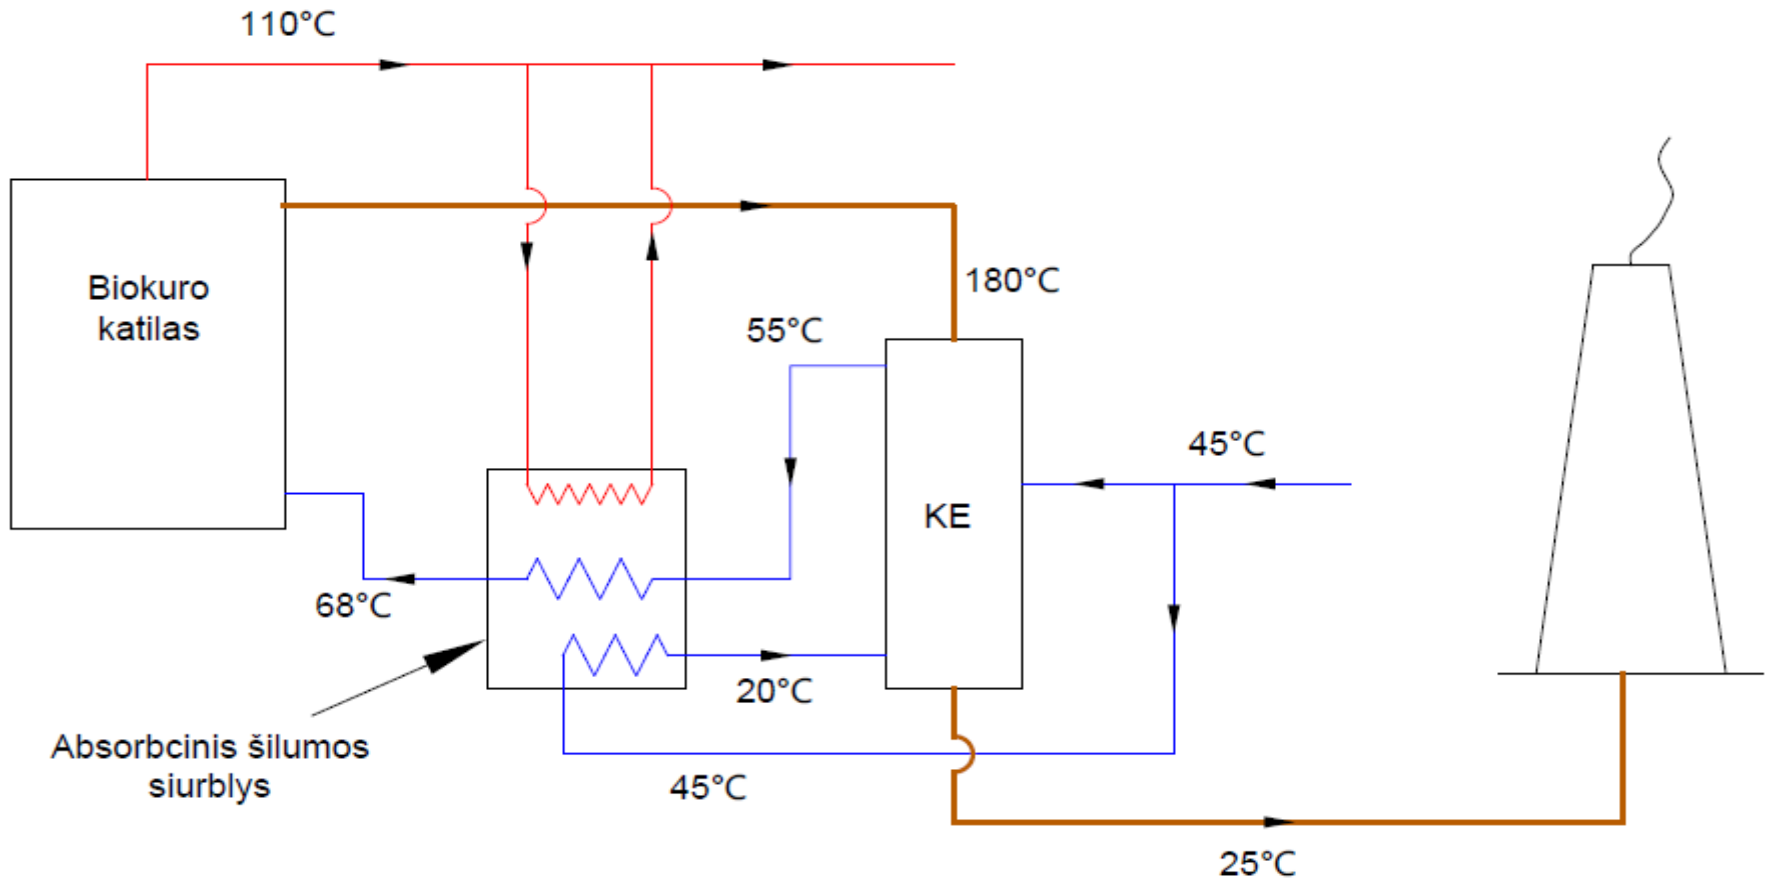 110°C
Biokuro
katilas
180°C
55°C
45°C
KE
68°C
20°C
Absorbcinis šilumos
siurblys
45°C
25°C